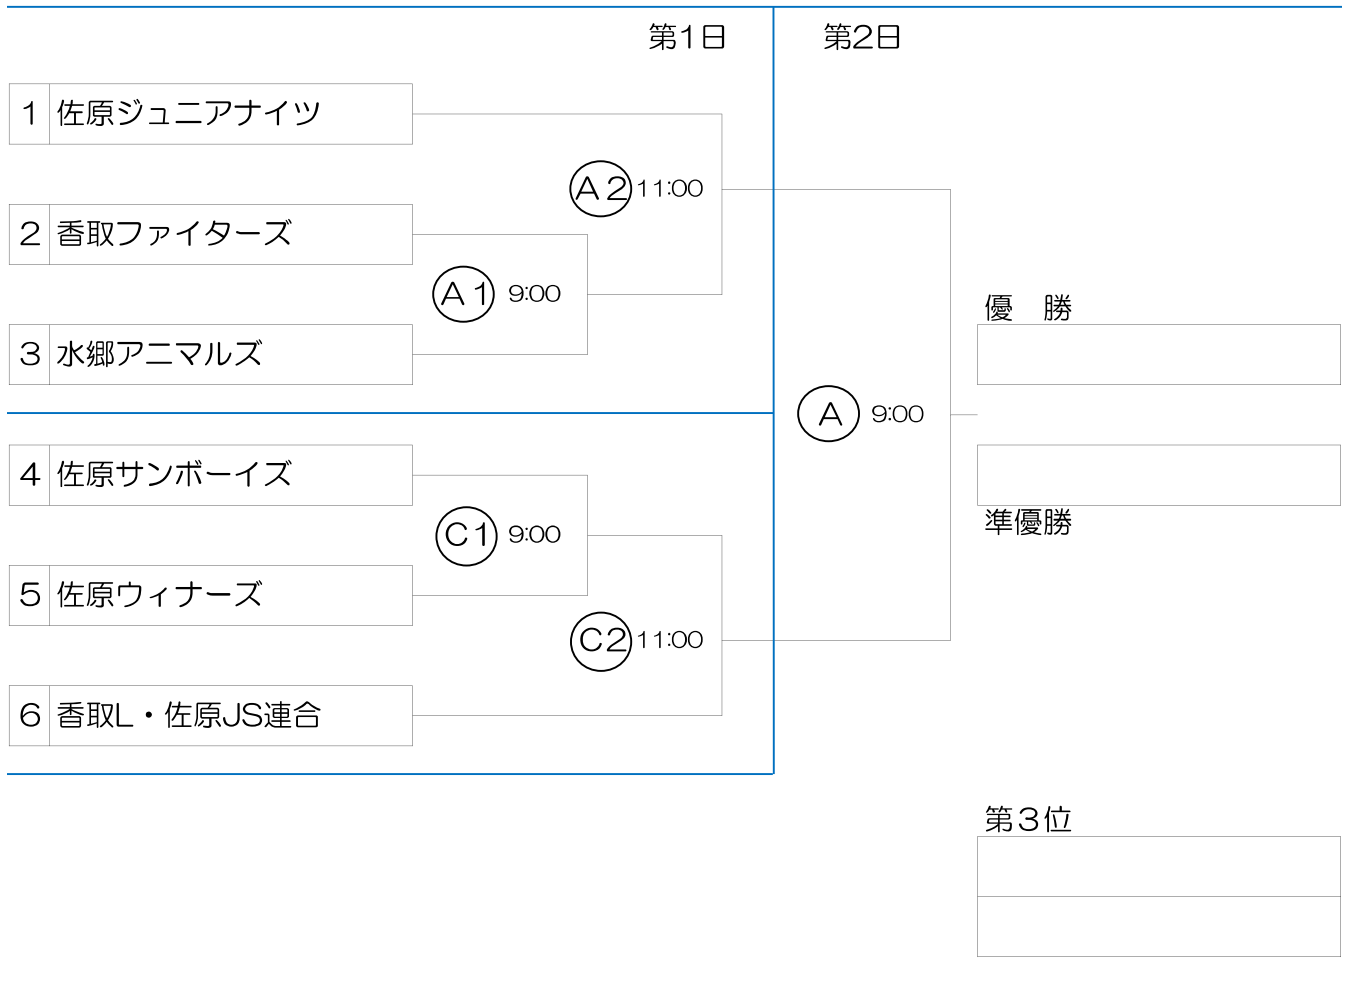 第1日
第2日
1 佐原ジュニアナイツ
A2 11:00
2 香取ファイターズ
A1 9:00
3 水郷アニマルズ
優　勝
A 9:00
4 佐原サンボーイズ
C1 9:00
準優勝
5 佐原ウィナーズ
C2 11:00
6 香取L・佐原JS連合
第３位